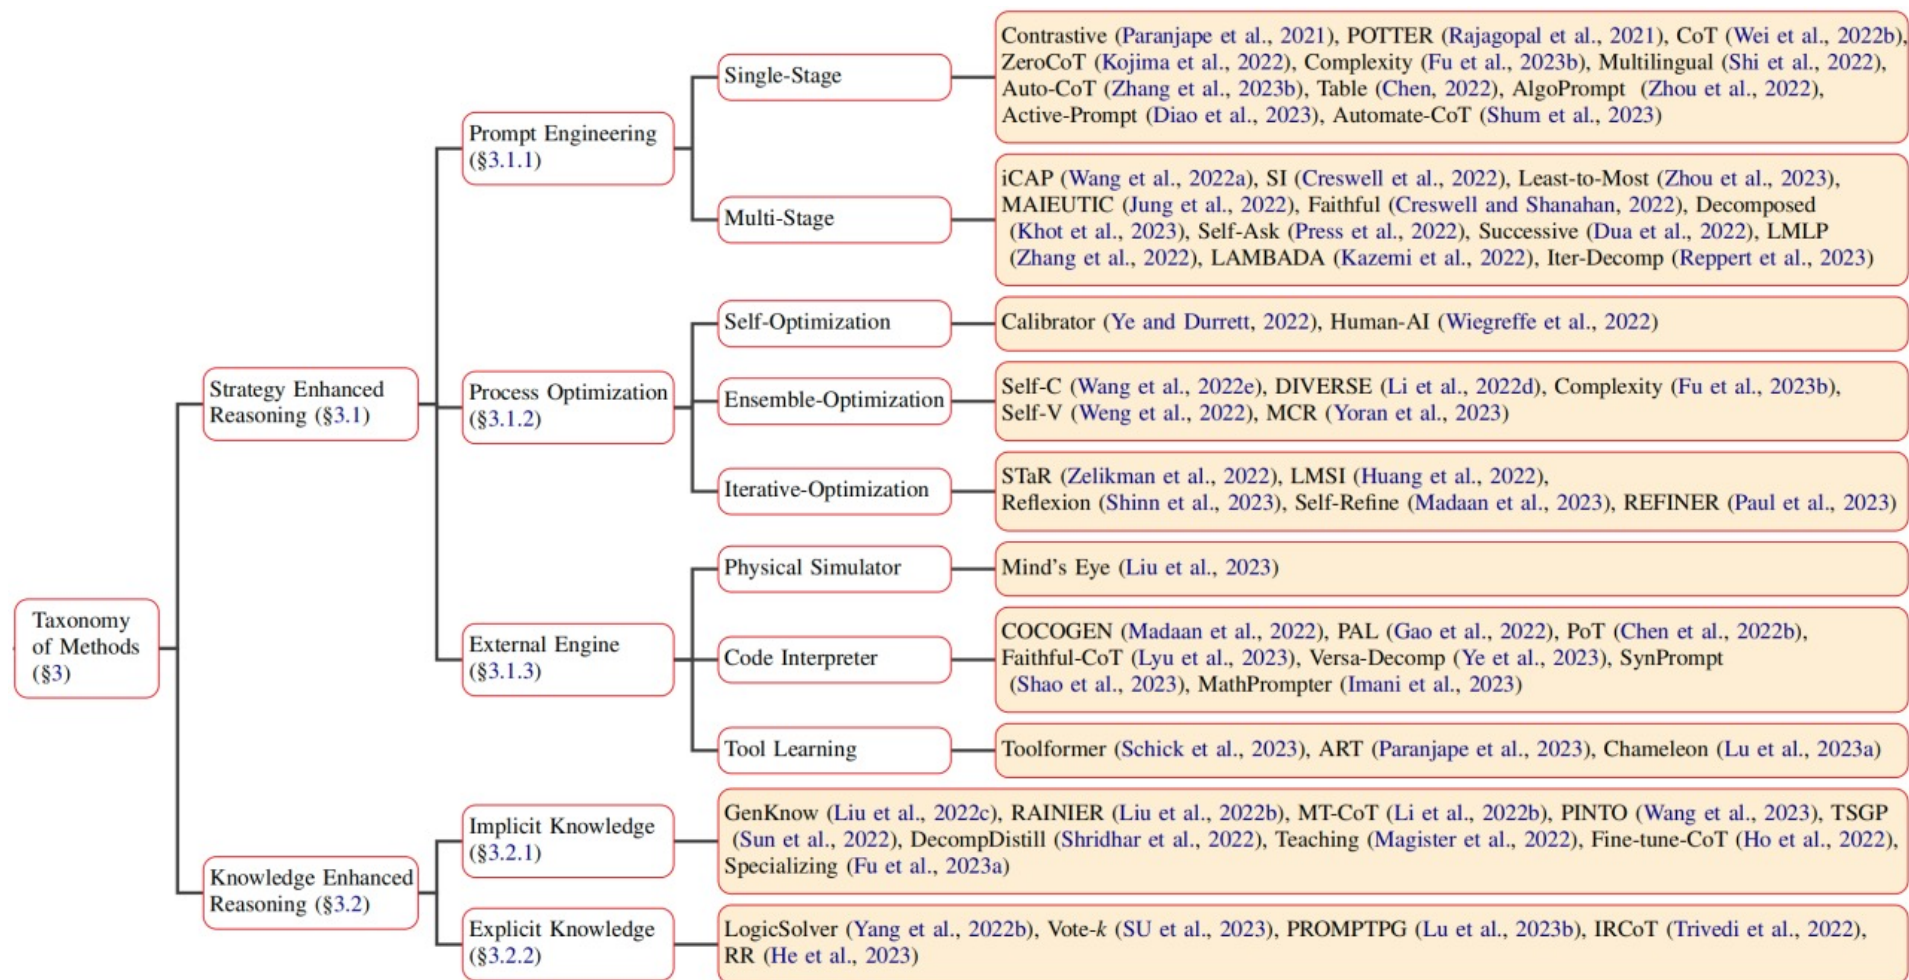 Taxonomy
of Methods
(§3)
Strategy Enhanced
Reasoning (§3.1)
Prompt Engineering
(§3.1.1)
Single-Stage
Contrastive (Paranjape et al., 2021), POTTER (Rajagopal et al., 2021), CoT (Wei et al., 2022b),
ZeroCoT (Kojima et al., 2022), Complexity (Fu et al., 2023b), Multilingual (Shi et al., 2022),
Auto-CoT (Zhang et al., 2023b), Table (Chen, 2022), AlgoPrompt (Zhou et al., 2022),
Active-Prompt (Diao et al., 2023), Automate-CoT (Shum et al., 2023)
Multi-Stage
iCAP (Wang et al., 2022a), SI (Creswell et al., 2022), Least-to-Most (Zhou et al., 2023),
MAIEUTIC (Jung et al., 2022), Faithful (Creswell and Shanahan, 2022), Decomposed
(Khot et al., 2023), Self-Ask (Press et al., 2022), Successive (Dua et al., 2022), LMLP
(Zhang et al., 2022), LAMBADA (Kazemi et al., 2022), Iter-Decomp (Reppert et al., 2023)
Process Optimization
(§3.1.2)
Self-Optimization
Calibrator (Ye and Durrett, 2022), Human-AI (Wiegreffe et al., 2022)
Ensemble-Optimization
Self-C (Wang et al., 2022e), DIVERSE (Li et al., 2022d), Complexity (Fu et al., 2023b),
Self-V (Weng et al., 2022), MCR (Yoran et al., 2023)
Iterative-Optimization
STaR (Zelikman et al., 2022), LMSI (Huang et al., 2022),
Reflexion (Shinn et al., 2023), Self-Refine (Madaan et al., 2023), REFINER (Paul et al., 2023)
External Engine
(§3.1.3)
Physical Simulator
Mind's Eye (Liu et al., 2023)
Code Interpreter
COCOGEN (Madaan et al., 2022), PAL (Gao et al., 2022), PoT (Chen et al., 2022b),
Faithful-CoT (Lyu et al., 2023), Versa-Decomp (Ye et al., 2023), SynPrompt
(Shao et al., 2023), MathPrompter (Imani et al., 2023)
Tool Learning
Toolformer (Schick et al., 2023), ART (Paranjape et al., 2023), Chameleon (Lu et al., 2023a)
Knowledge Enhanced
Reasoning (§3.2)
Implicit Knowledge
(§3.2.1)
GenKnow (Liu et al., 2022c), RAINIER (Liu et al., 2022b), MT-CoT (Li et al., 2022b), PINTO (Wang et al., 2023), TSGP
(Sun et al., 2022), DecompDistill (Shridhar et al., 2022), Teaching (Magister et al., 2022), Fine-tune-CoT (Ho et al., 2022),
Specializing (Fu et al., 2023a)
Explicit Knowledge
(§3.2.2)
LogicSolver (Yang et al., 2022b), Vote-k (SU et al., 2023), PROMPTPG (Lu et al., 2023b), IRCoT (Trivedi et al., 2022),
RR (He et al., 2023)